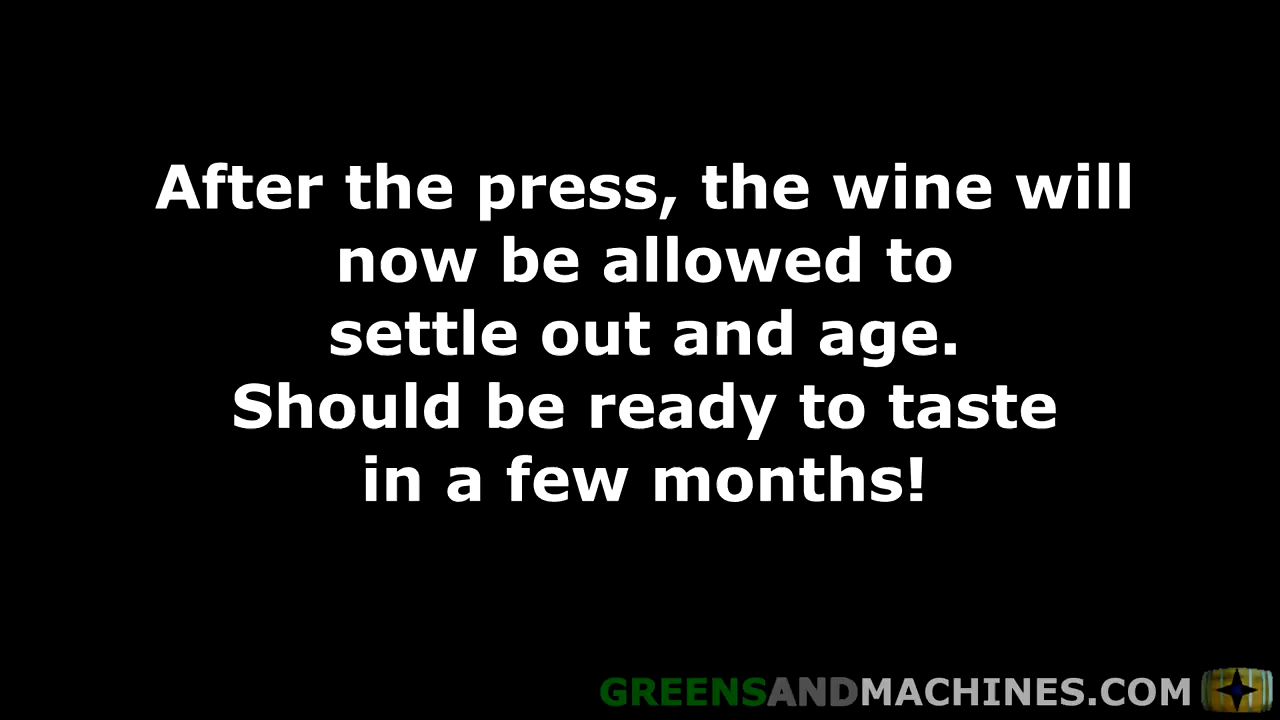 After the press, the wine will
now be allowed to
settle out and age.
Should be ready to taste
in a few months!
GREENSANDMACHINES.COM